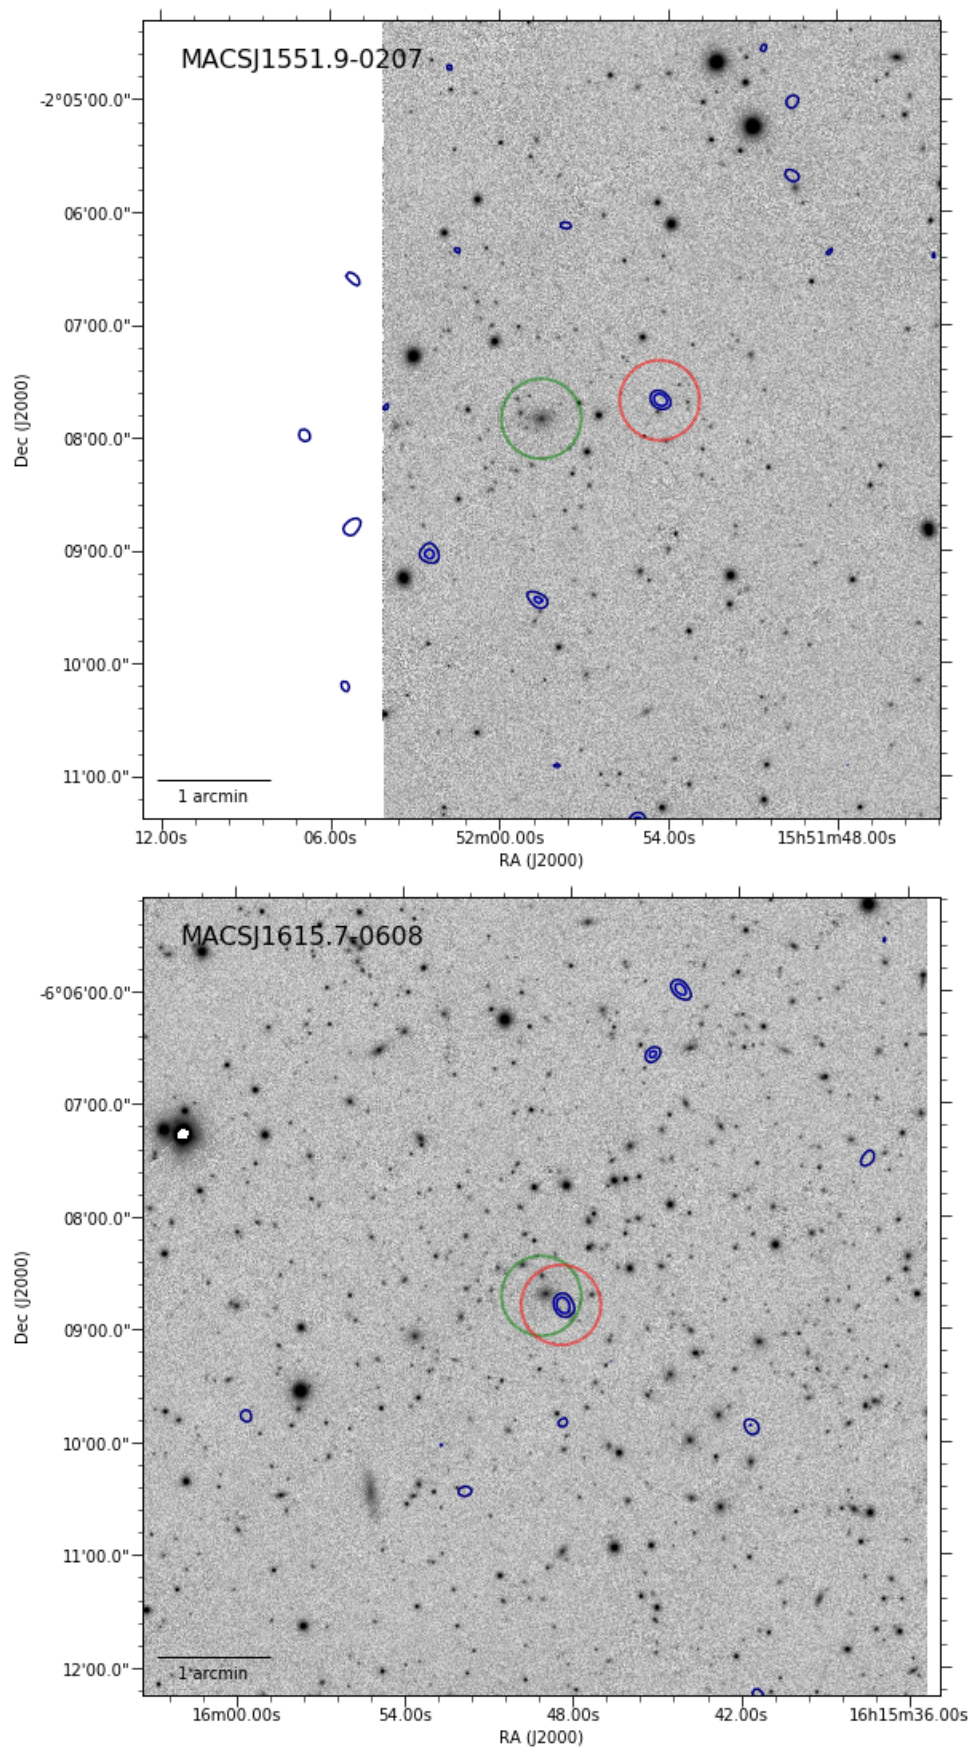 MACSJ1551.9-0207
-2°05'00.0"
06'00.0"
07'00.0"
08'00.0"
09'00.0"
10'00.0"
11'00.0"
Dec (J2000)
1 arcmin
12.00s 06.00s 52m00.00s 54.00s 15h51m48.00s
RA (J2000)
MACSJ1615.7-0608
-6°06'00.0"
07'00.0"
08'00.0"
09'00.0"
10'00.0"
11'00.0"
12'00.0"
Dec (J2000)
1 arcmin
16m00.00s 54.00s 48.00s 42.00s 16h15m36.00s
RA (J2000)